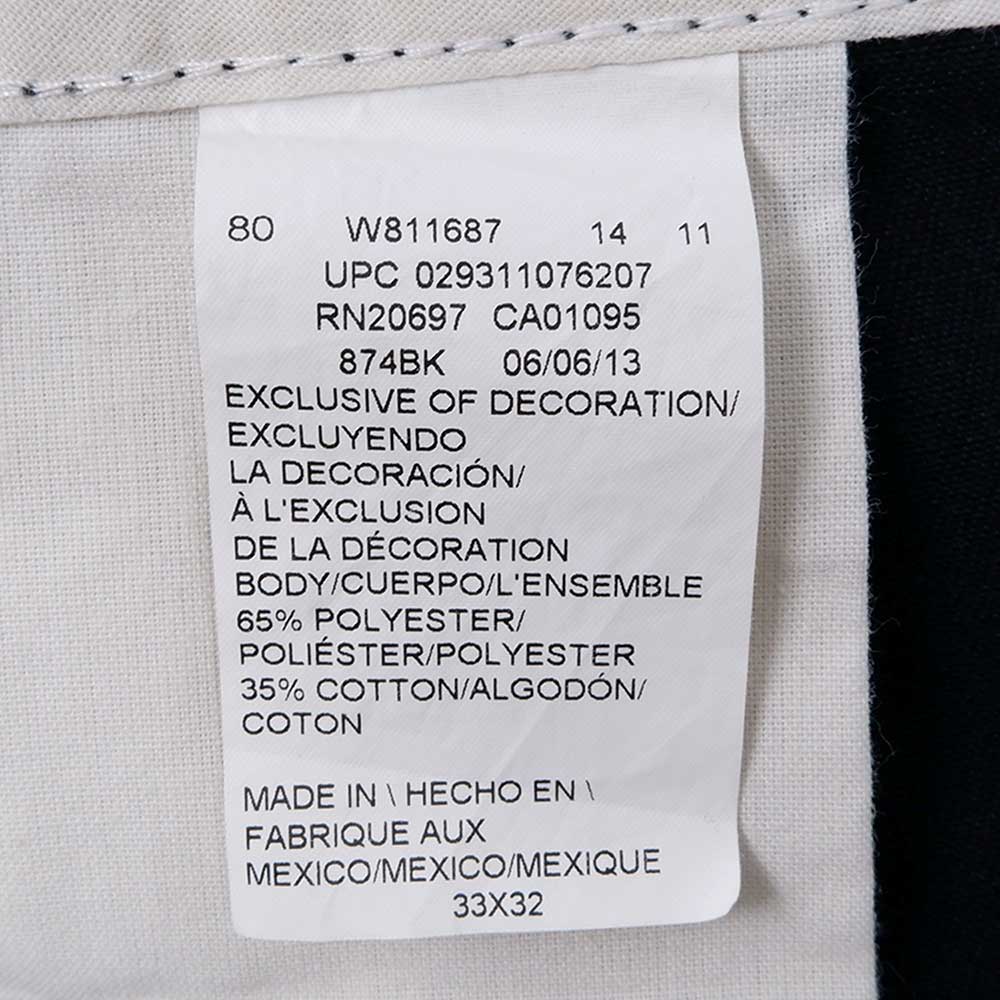 80 W811687 14 11
UPC 029311076207
RN20697 CA01095
874BK 06/06/13
EXCLUSIVE OF DECORATION/
EXCLUYENDO
LA DECORACIÓN/
À L'EXCLUSION
DE LA DÉCORATION
BODY/CUERPO/L'ENSEMBLE
65% POLYESTER/
POLIÉSTER/POLYESTER
35% COTTON/ALGODÓN/
COTON
MADE IN \ HECHO EN \
FABRIQUE AUX
MEXICO/MEXICO/MEXIQUE
33X32